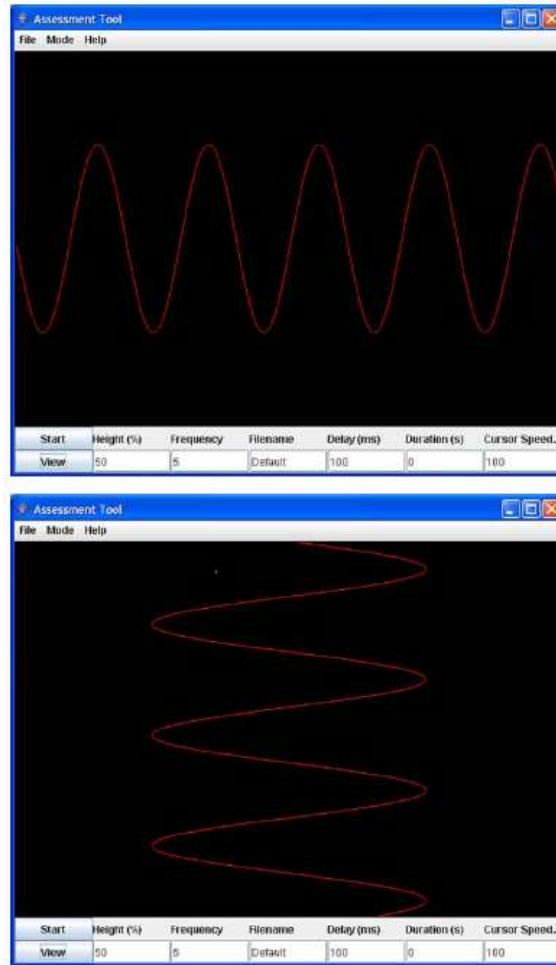 Assessment Tool
File Mode Help
Start Height (%) Frequency Filename Delay (ms) Duration (s) Cursor Speed.
View 50 5 Default 100 0 100
Assessment Tool
File Mode Help
Start Height (%) Frequency Filename Delay (ms) Duration (s) Cursor Speed.
View 50 5 Default 100 0 100